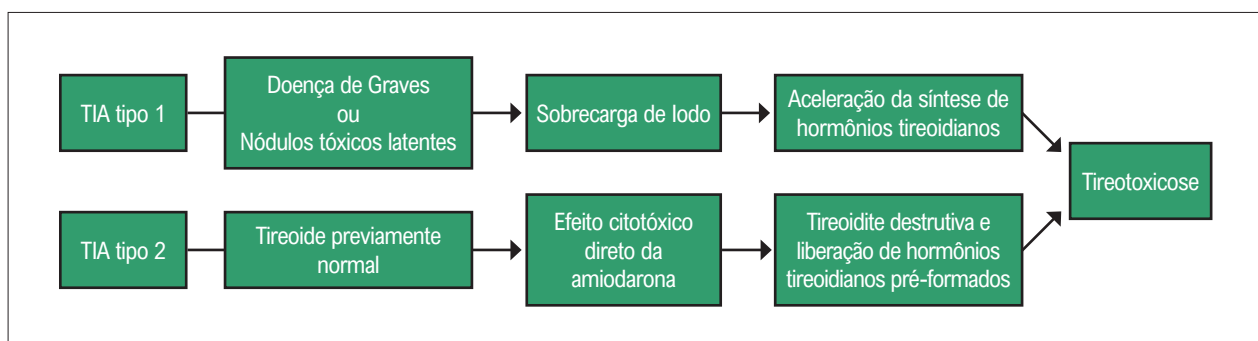 TIA tipo 1
Doença de Graves
ou
Nódulos tóxicos latentes
Sobrecarga de Iodo
Aceleração da síntese de
hormônios tireoidianos
Tireotoxicose
TIA tipo 2
Tireoide previamente
normal
Efeito citotóxico
direto da
amiodarona
Tireoidite destrutiva e
liberação de hormônios
tireoidianos pré-formados